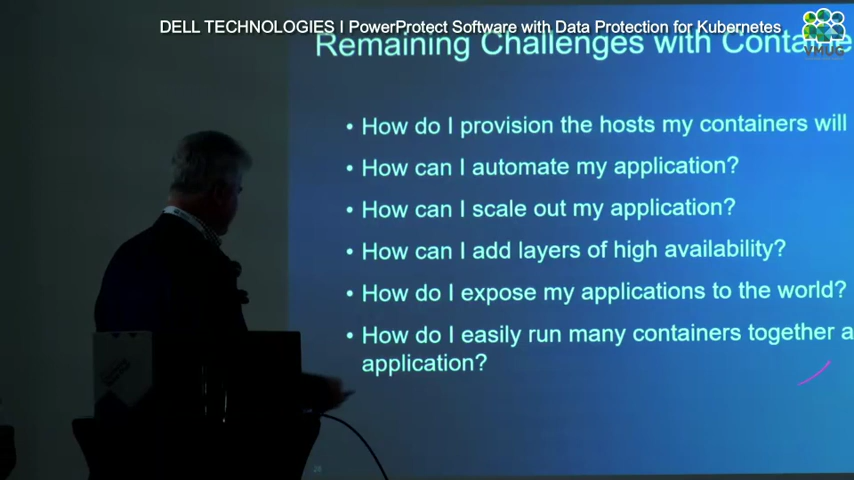 DELL TECHNOLOGIES I PowerProtect Software with Data Protection for Kubernetes
VMUG
Remaining Challenges with
• How do I provision the hosts my containers will
• How can I automate my application?
• How can I scale out my application?
• How can I add layers of high availability?
• How do I expose my applications to the world?
• How do I easily run many containers together
application?